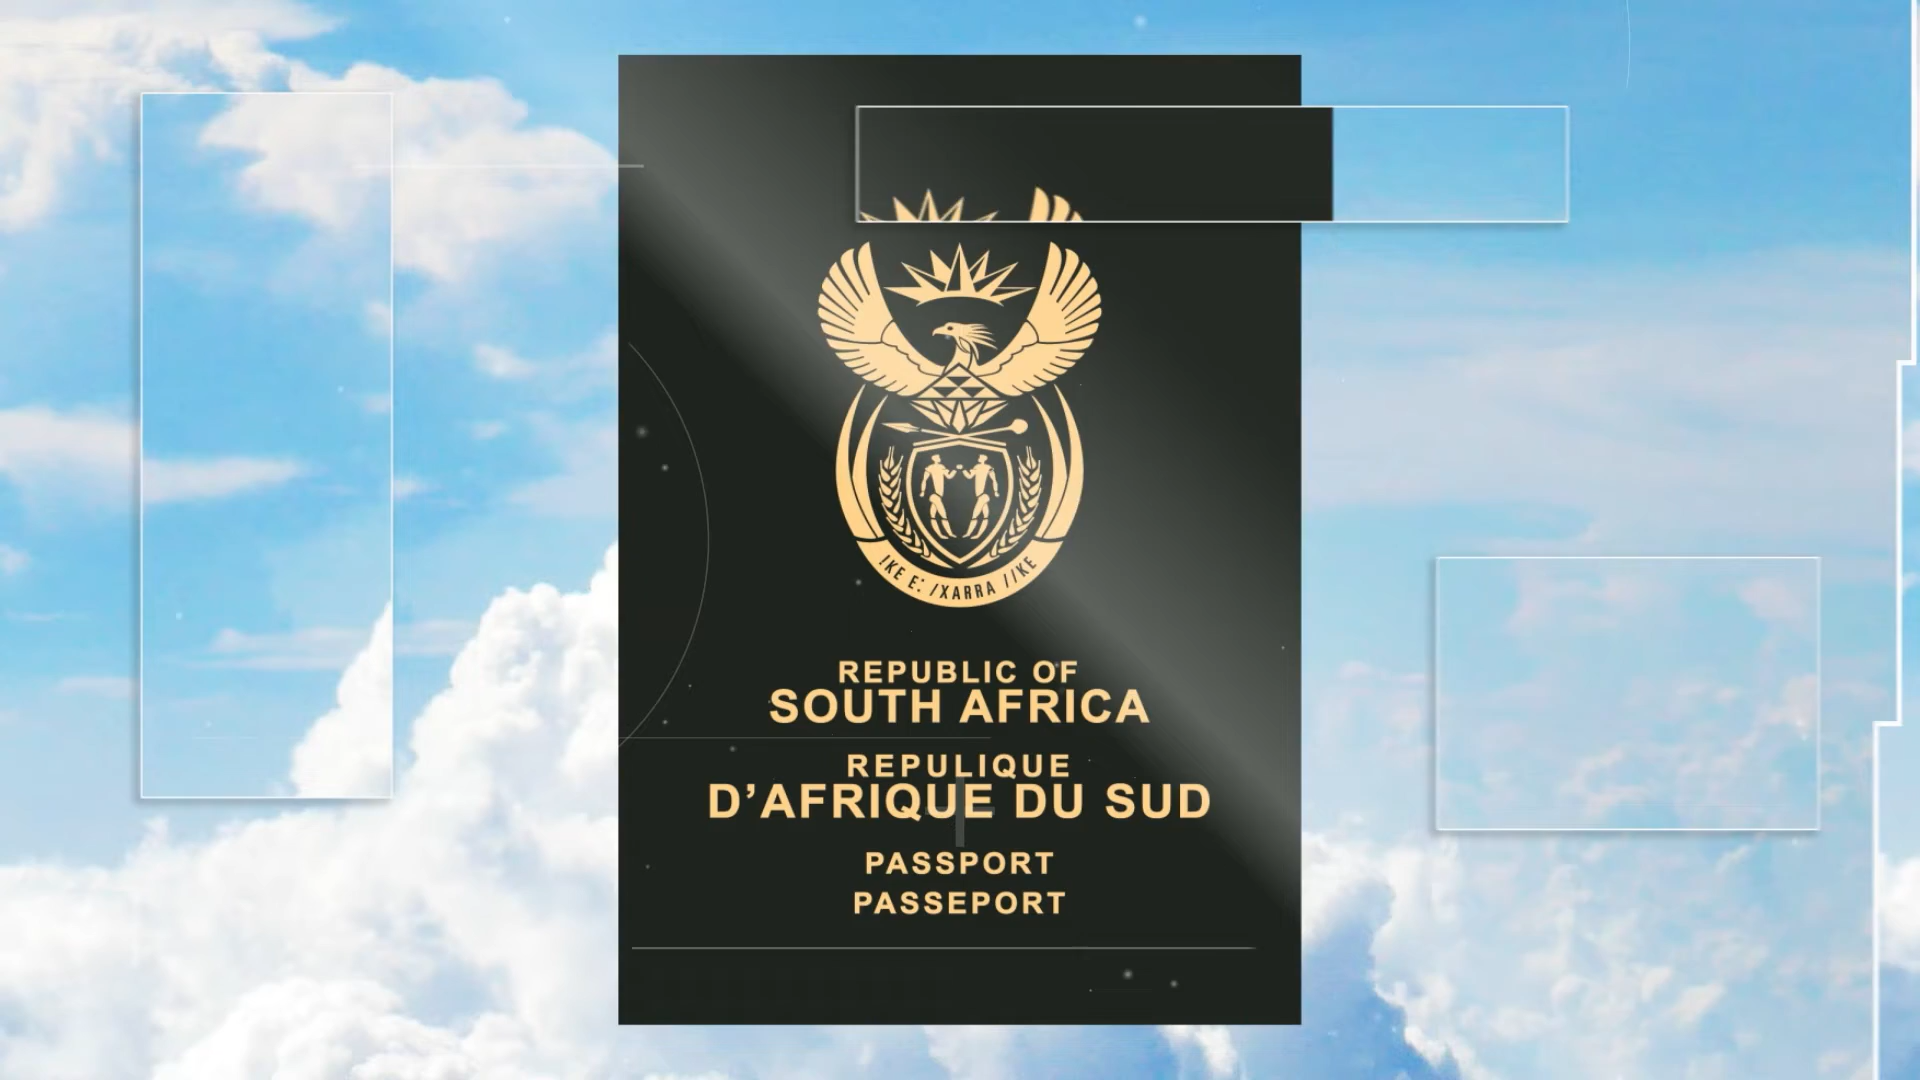 !KE E: /XARRA //KE
REPUBLIC OF
SOUTH AFRICA
REPULIQUE
D’AFRIQUE DU SUD
PASSPORT
PASSEPORT